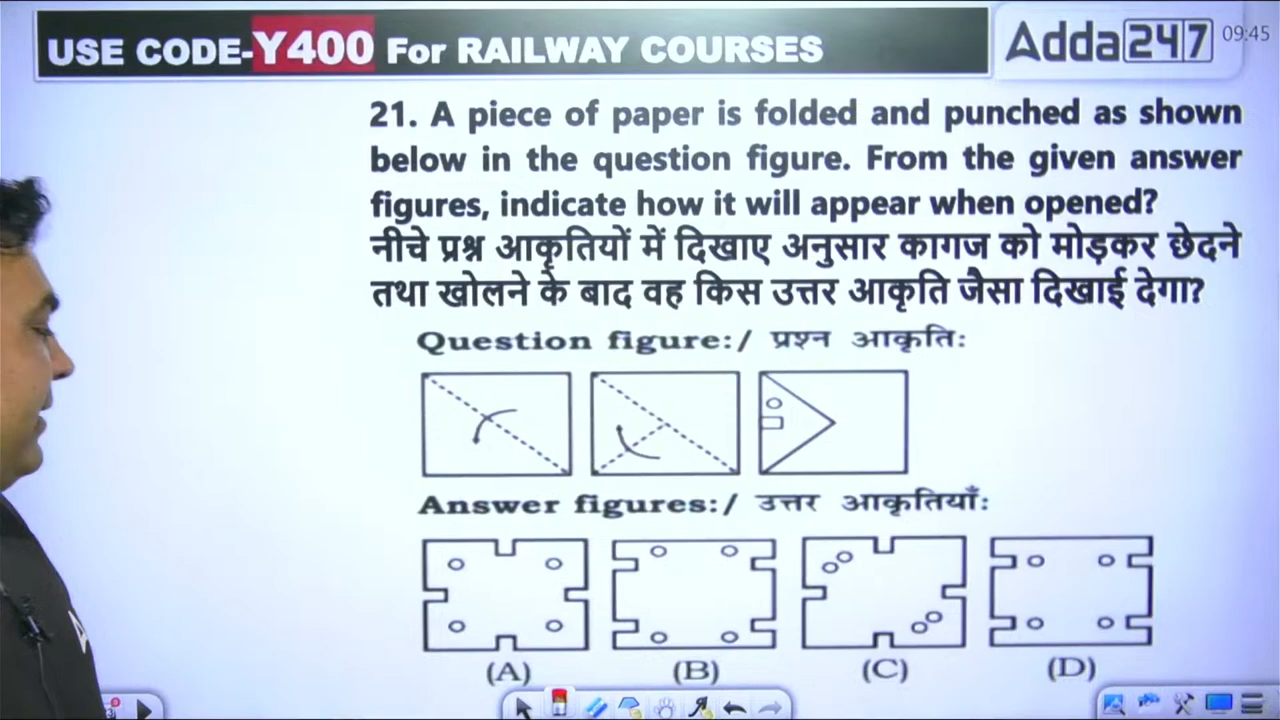 USE CODE-Y400 For RAILWAY COURSES
Adda247
09:45
21. A piece of paper is folded and punched as shown
below in the question figure. From the given answer
figures, indicate how it will appear when opened?
नीचे प्रश्न आकृतियों में दिखाए अनुसार कागज को मोड़कर छेदने
तथा खोलने के बाद वह किस उत्तर आकृति जैसा दिखाई देगा?
Question figure:/ प्रश्न आकृति:
Answer figures:/ उत्तर आकृतियाँ:
(A) (B) (C) (D)